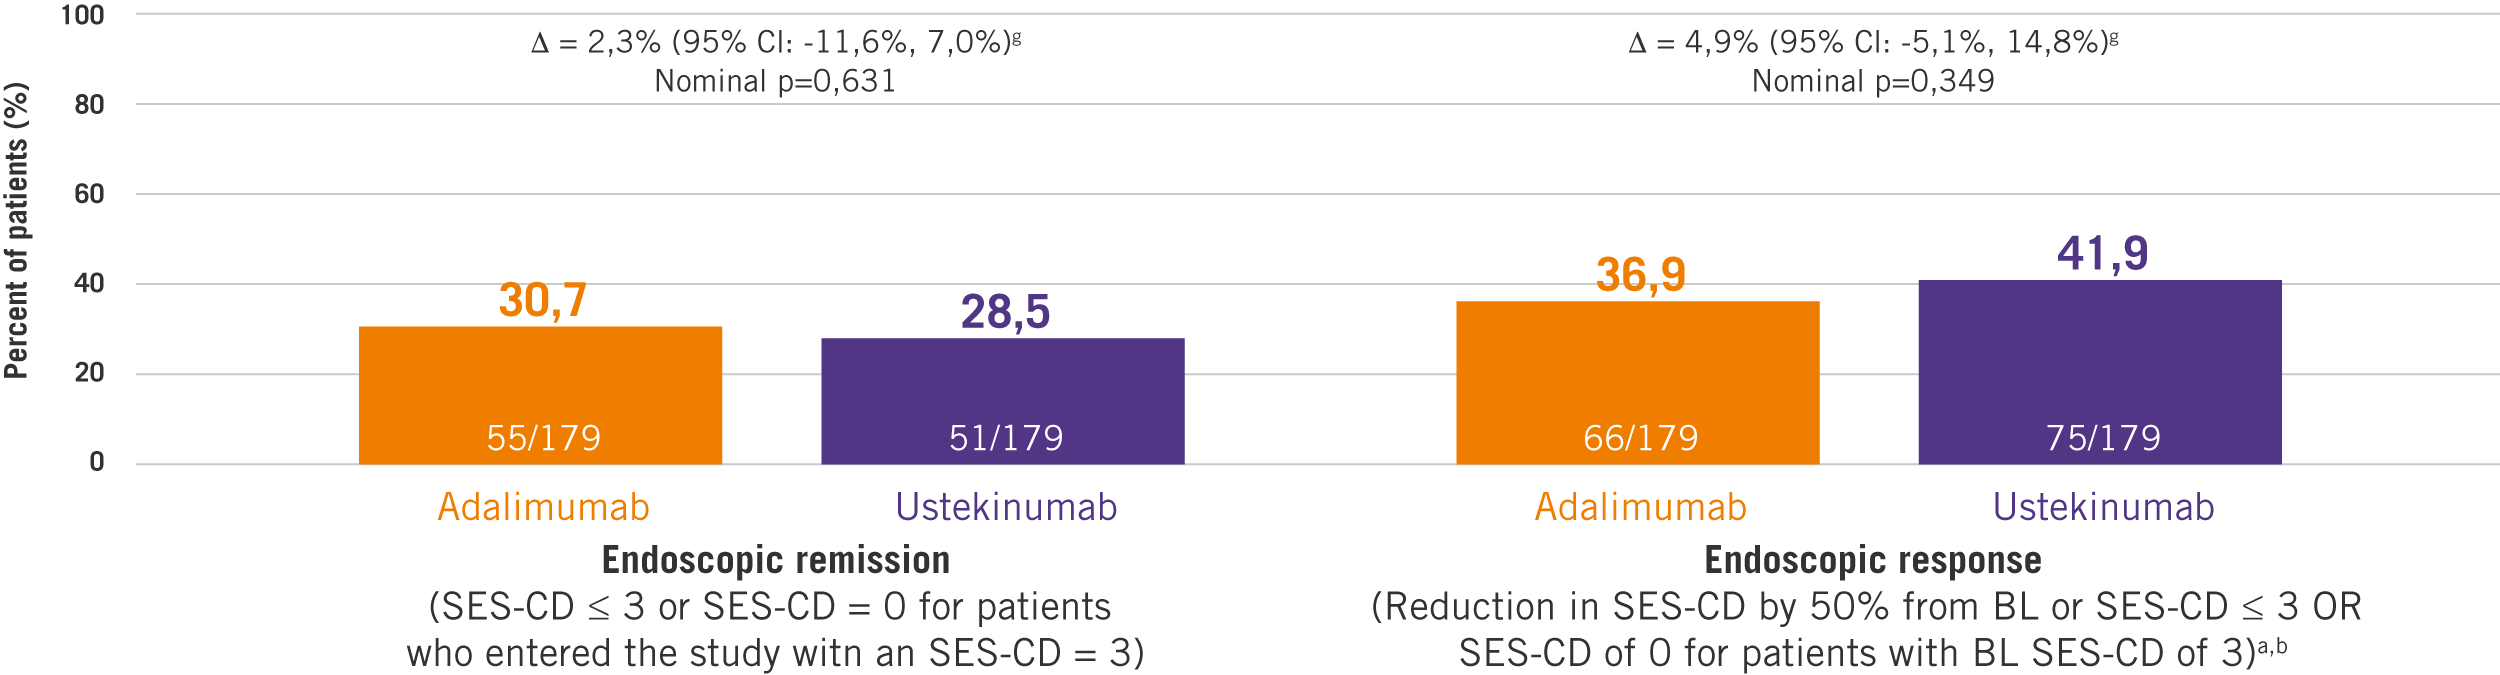 Percent of patients (%)
100
80
60
40
20
0
Δ = 2,3% (95% CI: -11,6%, 7,0%)g
Nominal p=0,631
30,7
28,5
55/179
51/179
Adalimumab
Ustekinumab
Endoscopic remission
(SES-CD ≤ 3 or SES-CD = 0 for patients
who entered the study with an SES-CD = 3)
Δ = 4,9% (95% CI: -5,1%, 14,8%)g
Nominal p=0,349
36,9
41,9
66/179
75/179
Adalimumab
Ustekinumab
Endoscopic response
(Reduction in SES-CD by 50% from BL or SES-CD ≤3 OR
SES-CD of 0 for patients with BL SES-CD of 3)a,b